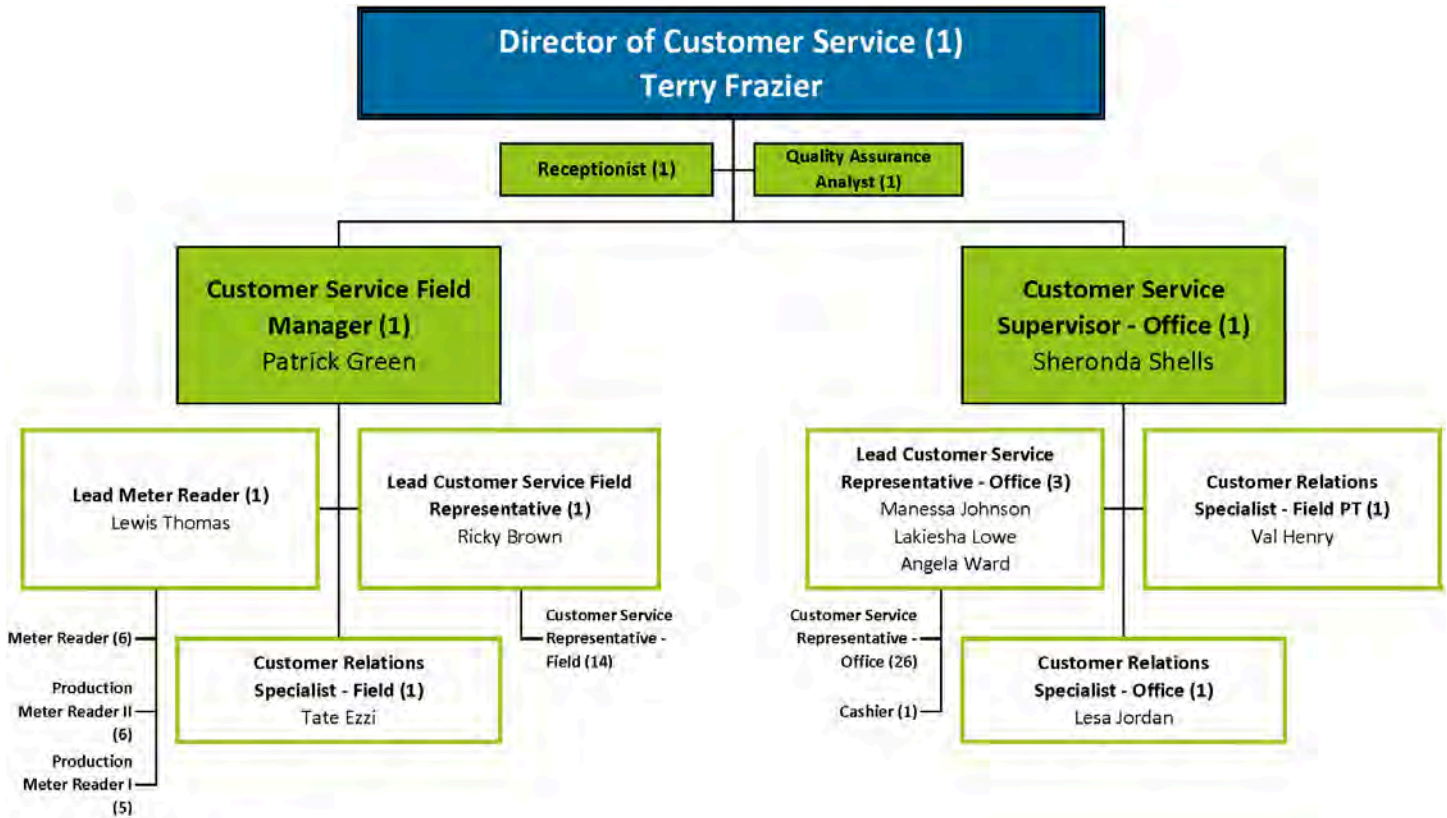 Director of Customer Service (1)
Terry Frazier
Receptionist (1)
Quality Assurance
Analyst (1)
Customer Service Field
Manager (1)
Patrick Green
Customer Service
Supervisor - Office (1)
Sheronda Shells
Lead Meter Reader (1)
Lewis Thomas
Lead Customer Service Field
Representative (1)
Ricky Brown
Lead Customer Service
Representative - Office (3)
Manessa Johnson
Lakiesha Lowe
Angela Ward
Customer Relations
Specialist - Field PT (1)
Val Henry
Meter Reader (6)
Production
Meter Reader II
(6)
Production
Meter Reader I
(5)
Customer Relations
Specialist - Field (1)
Tate Ezzi
Customer Service
Representative -
Field (14)
Customer Service
Representative -
Office (26)
Cashier (1)
Customer Relations
Specialist - Office (1)
Lesa Jordan